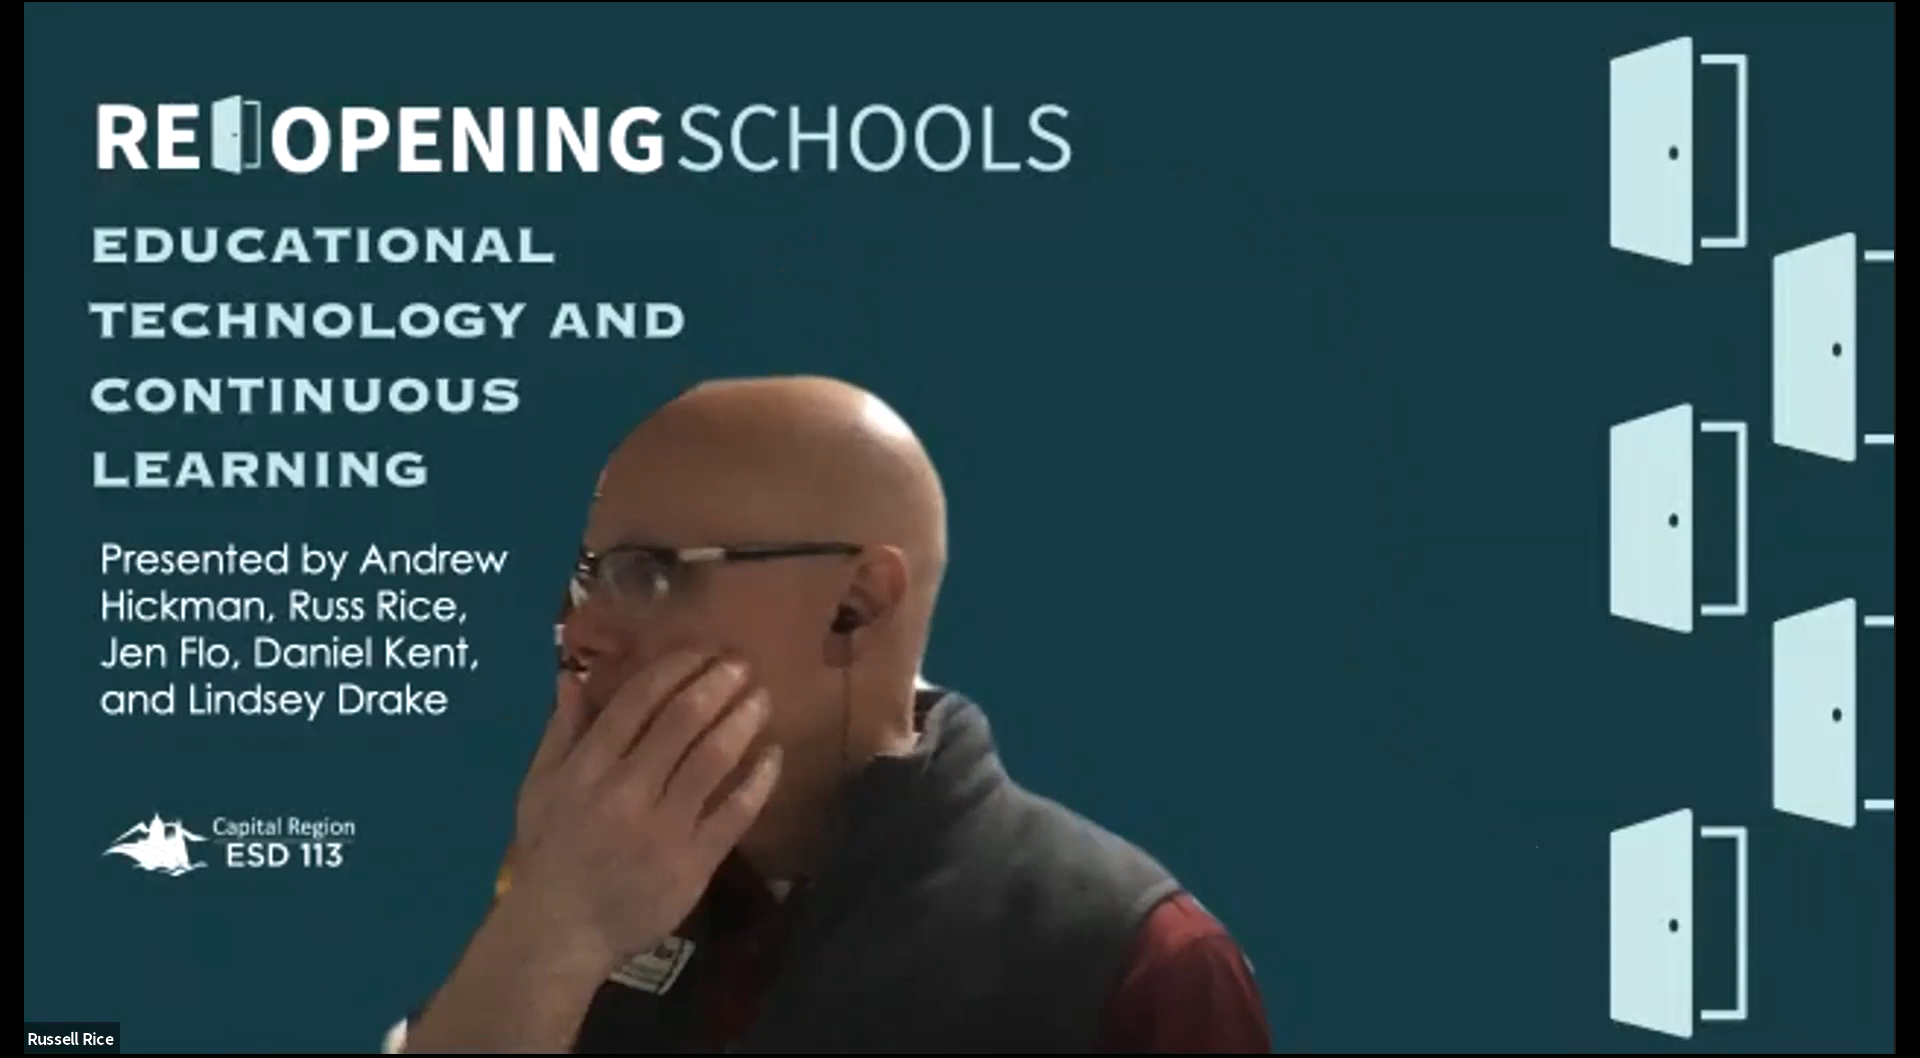 REOPENING SCHOOLS
EDUCATIONAL
TECHNOLOGY AND
CONTINUOUS
LEARNING
Presented by Andrew
Hickman, Russ Rice,
Jen Flo, Daniel Kent,
and Lindsey Drake
Capital Region
ESD 113
Russell Rice